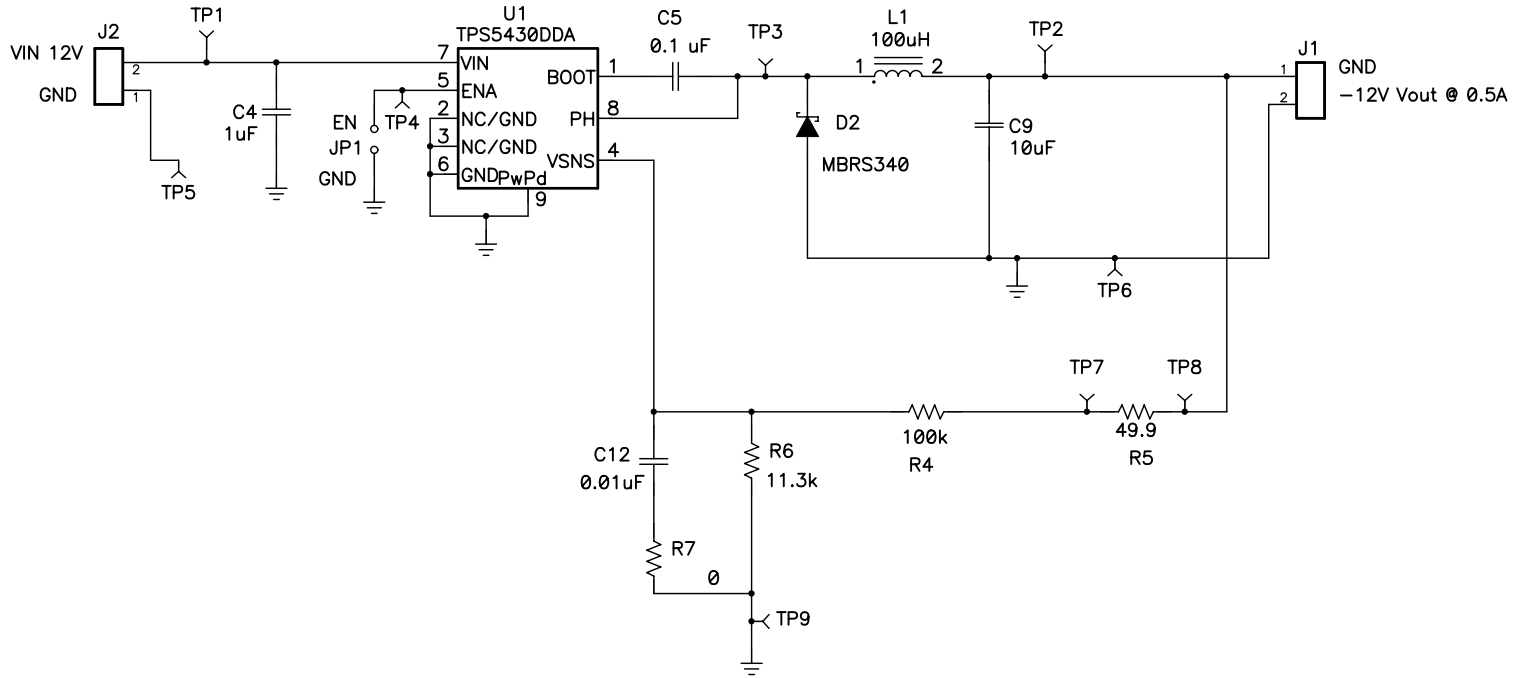 TP1
J2
VIN 12V
2
GND
1
TP5
C4
1uF
EN
JP1
GND
TP4
U1
TPS5430DDA
7
VIN
5
ENA
2
NC/GND
3
NC/GND
6
GND
PwPd
9
BOOT
1
PH
8
VSNS
4
C5
0.1 uF
TP3
L1
100uH
1
2
TP2
D2
MBRS340
C9
10uF
J1
1
GND
2
-12V Vout @ 0.5A
TP6
TP7
TP8
100k
R4
49.9
R5
C12
0.01uF
R6
11.3k
R7
0
TP9